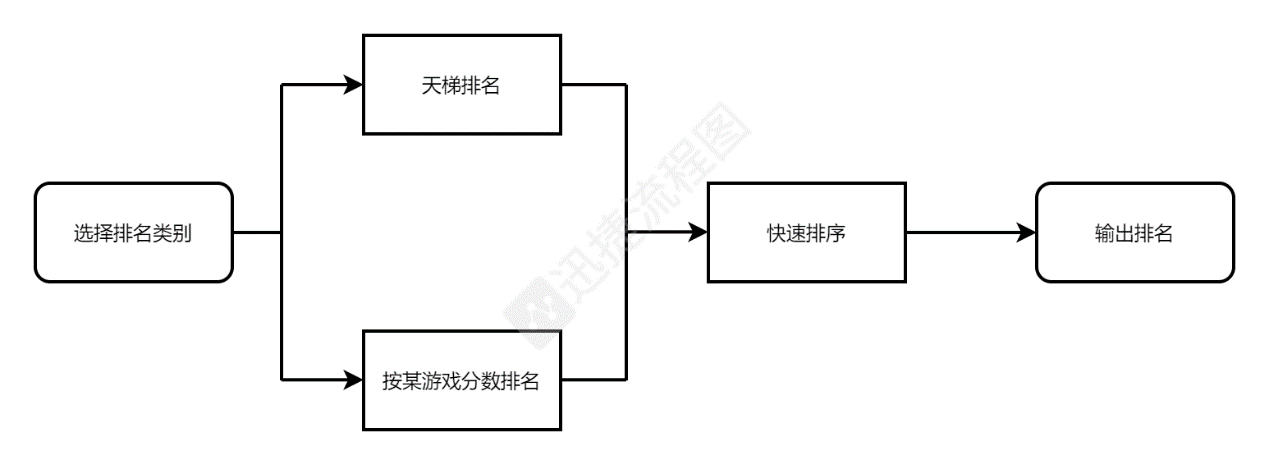 天梯排名
选择排名类别
快速排序
输出排名
按某游戏分数排名
迅捷流程图